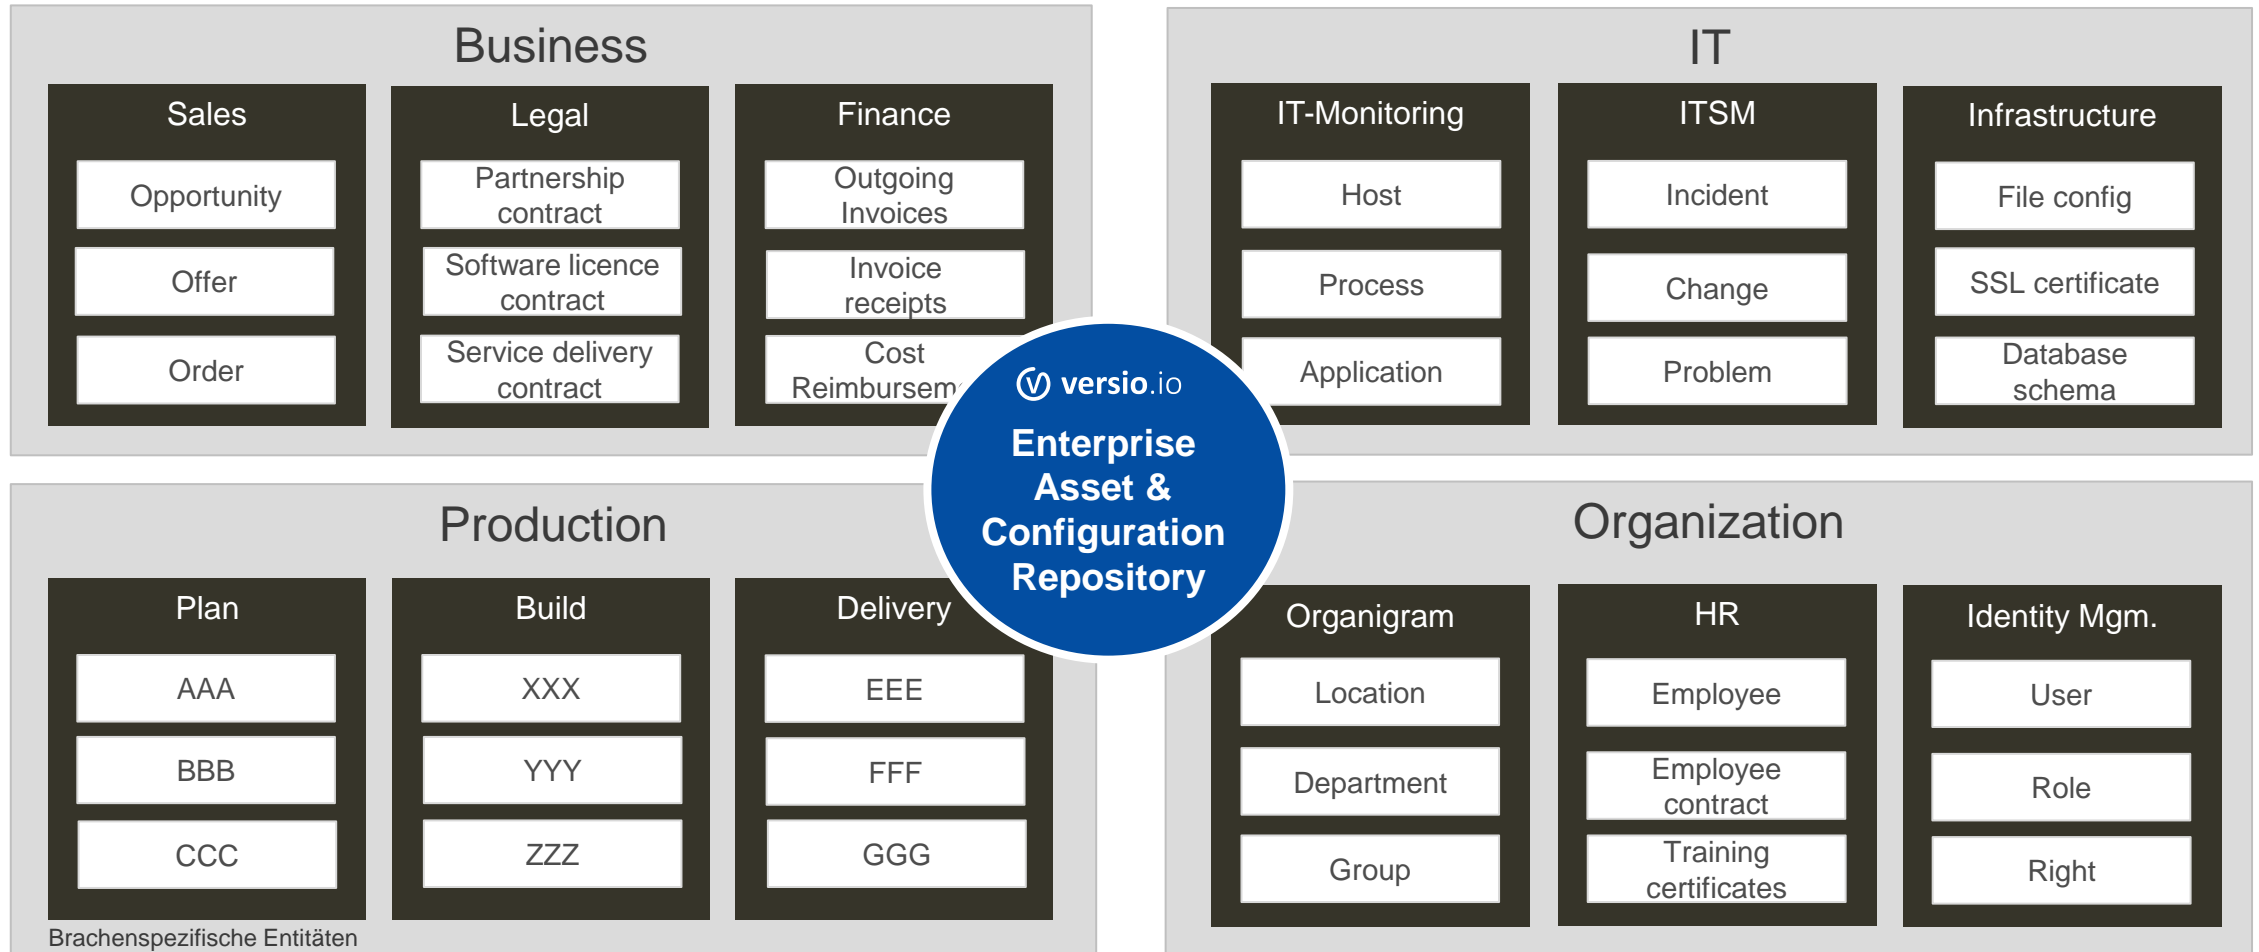 Business
Sales
Opportunity
Offer
Order
Legal
Partnership
contract
Software licence
contract
Service delivery
contract
Finance
Outgoing
Invoices
Invoice
receipts
Cost
Reimbursem
IT
IT-Monitoring
Host
Process
Application
ITSM
Incident
Change
Problem
Infrastructure
File config
SSL certificate
Database
schema
versio.io
Enterprise
Asset &
Configuration
Repository
Production
Plan
AAA
BBB
CCC
Build
XXX
YYY
ZZZ
Delivery
EEE
FFF
GGG
Brachenspezifische Entitäten
Organization
Organigram
Location
Department
Group
HR
Employee
Employee
contract
Training
certificates
Identity Mgm.
User
Role
Right